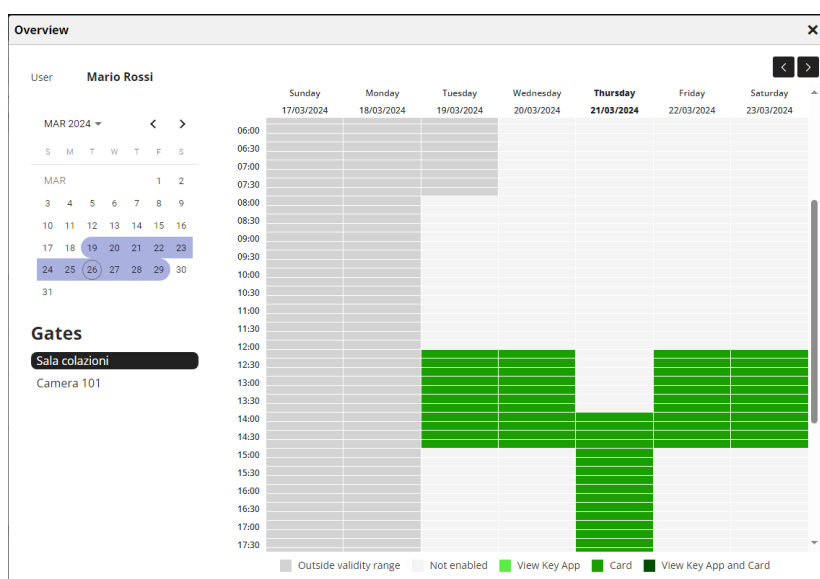 Overview
User Mario Rossi
MAR 2024
S M T W T F S
MAR 1 2
3 4 5 6 7 8 9
10 11 12 13 14 15 16
17 18 19 20 21 22 23
24 25 26 27 28 29 30
31
Gates
Sala colazioni
Camera 101
Sunday Monday Tuesday Wednesday Thursday Friday Saturday
17/03/2024 18/03/2024 19/03/2024 20/03/2024 21/03/2024 22/03/2024 23/03/2024
06:00
06:30
07:00
07:30
08:00
08:30
09:00
09:30
10:00
10:30
11:00
11:30
12:00
12:30
13:00
13:30
14:00
14:30
15:00
15:30
16:00
16:30
17:00
17:30
Outside validity range Not enabled View Key App Card View Key App and Card